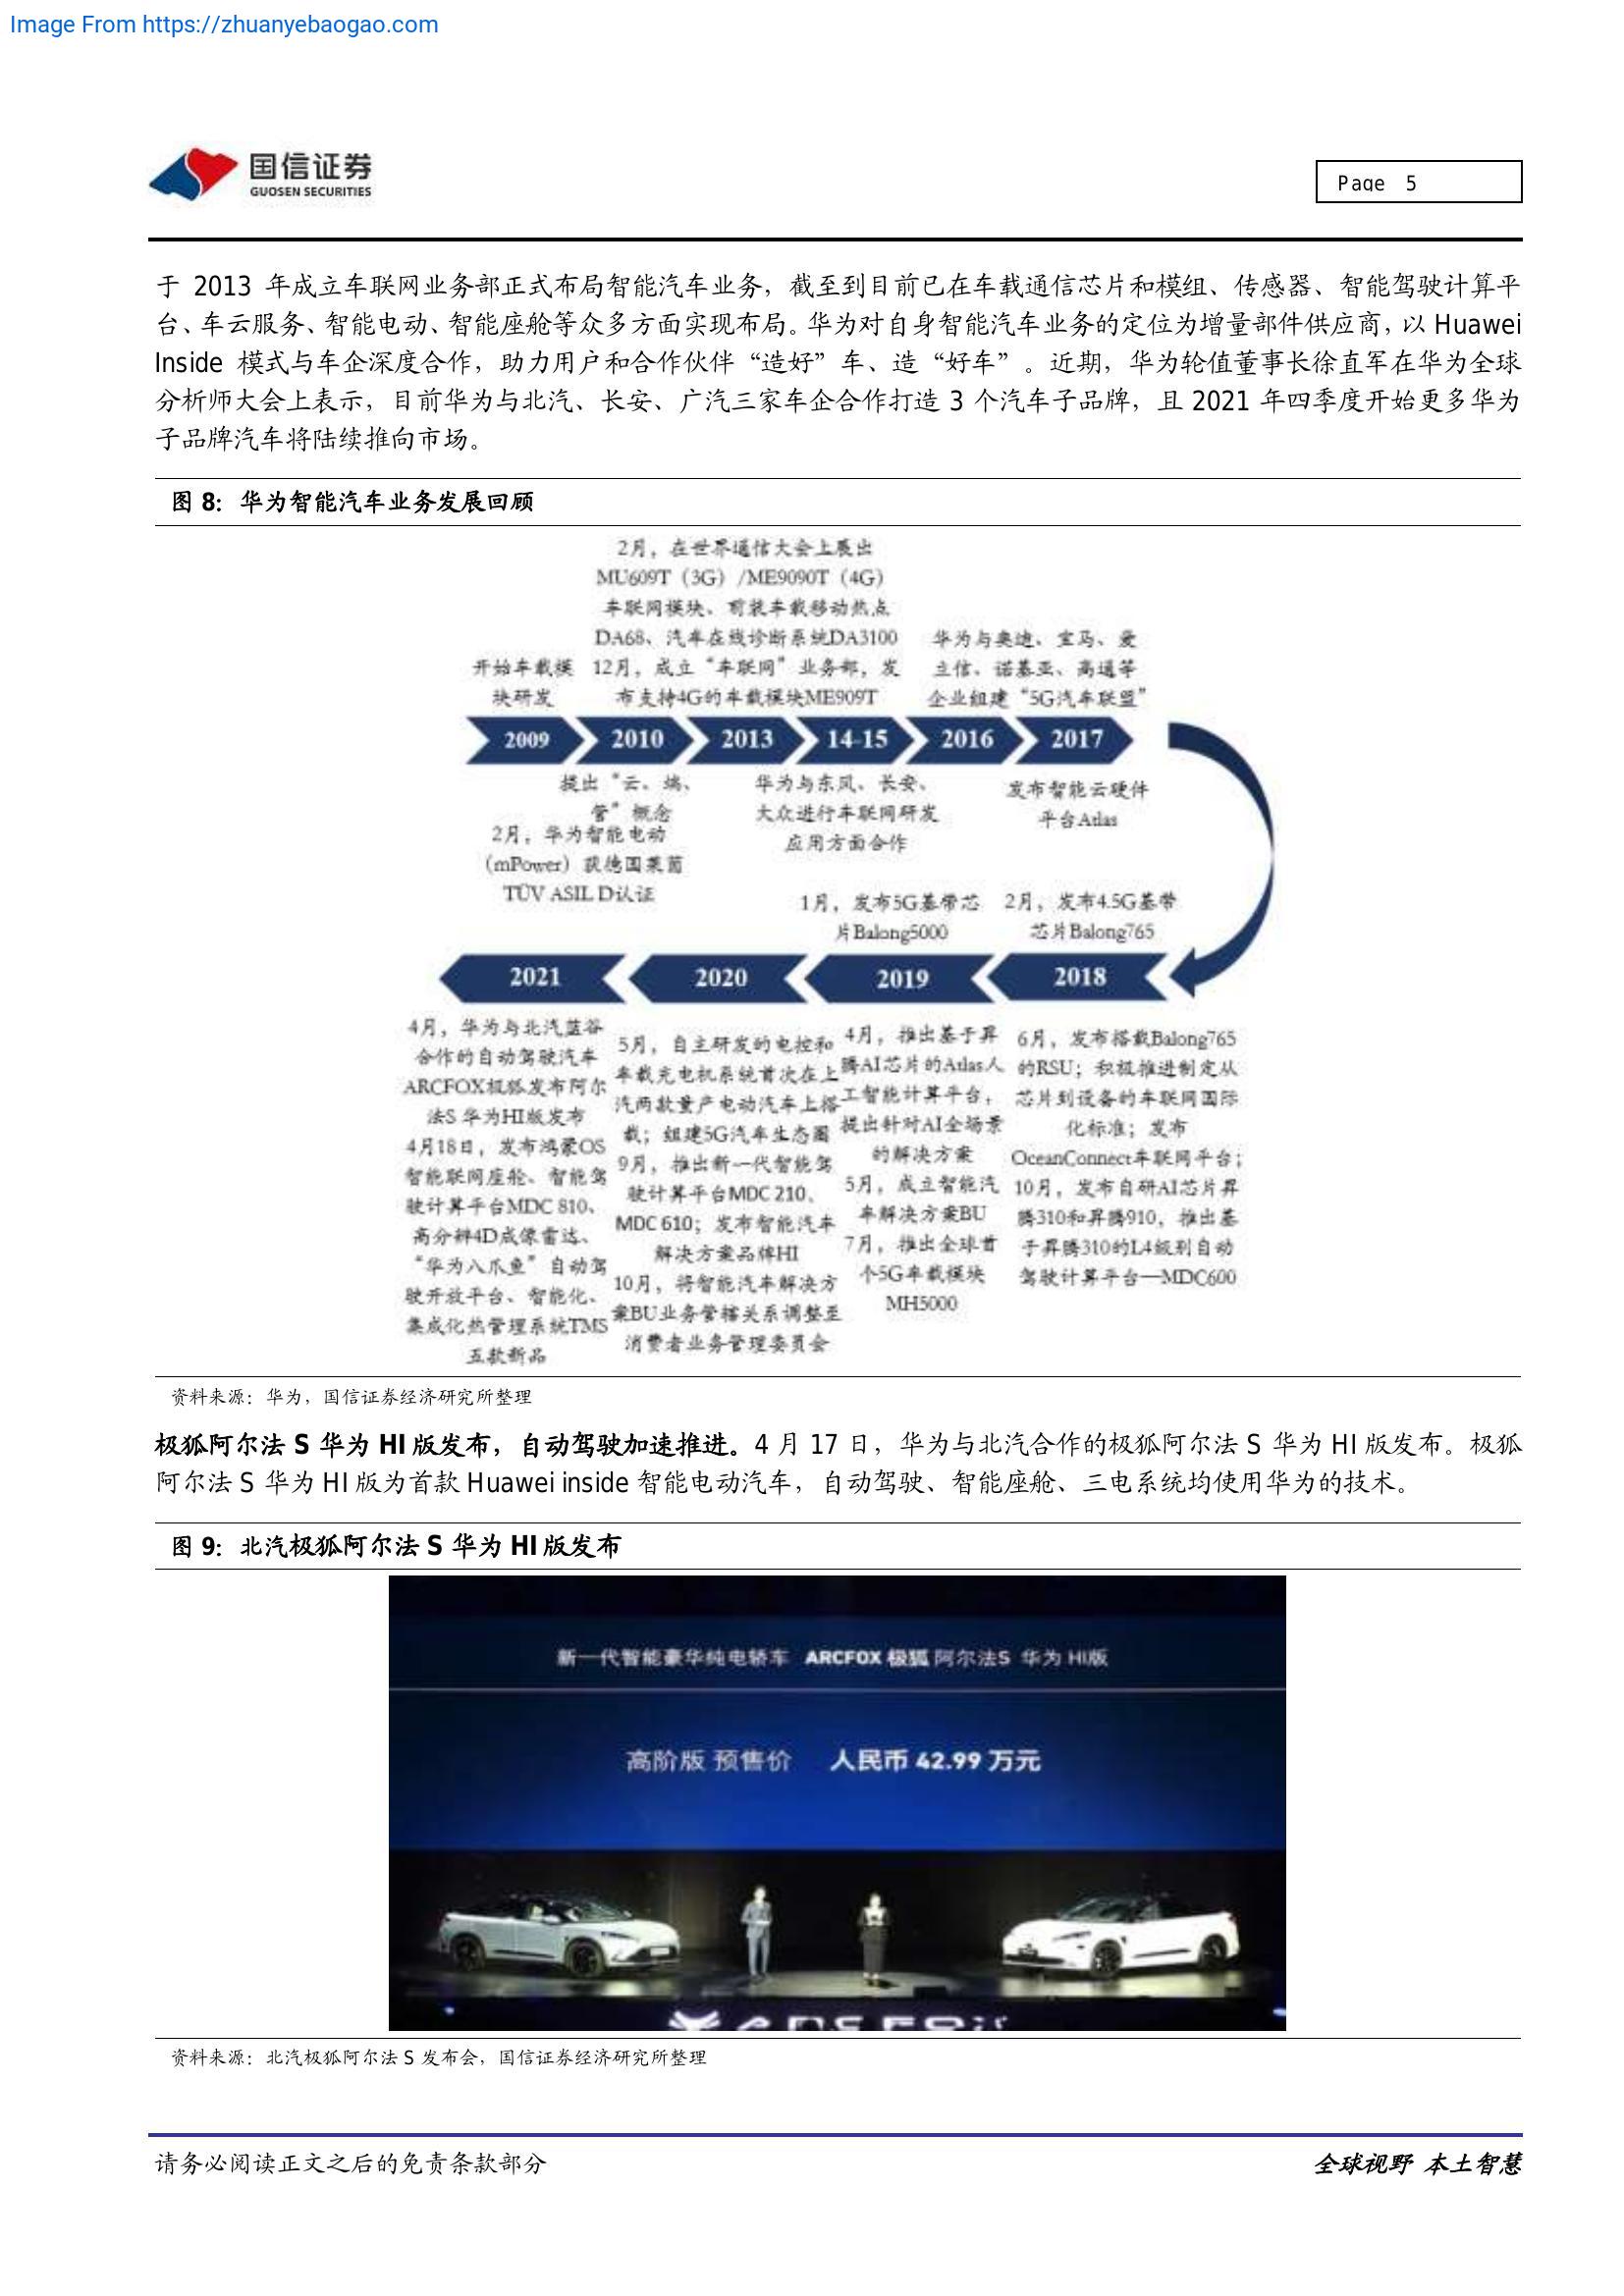 Image From https://zhuanyebaogao.com
国信证券
GUOSEN SECURITIES
Page 5
于 2013 年成立车联网业务部正式布局智能汽车业务，截至到目前已在车载通信芯片和模组、传感器、智能驾驶计算平
台、车云服务、智能电动、智能座舱等众多方面实现布局。华为对自身智能汽车业务的定位为增量部件供应商，以 Huawei
Inside 模式与车企深度合作，助力用户和合作伙伴“造好”车、造“好车”。近期，华为轮值董事长徐直军在华为全球
分析师大会上表示，目前华为与北汽、长安、广汽三家车企合作打造 3 个汽车子品牌，且 2021 年四季度开始更多华为
子品牌汽车将陆续推向市场。
图 8：华为智能汽车业务发展回顾
开始车载模
块研发
2月，在世界通信大会上展出
MU609T（3G）/ME9090T（4G）
车联网模块、前装车载移动热点
DA68、汽车在线诊断系统DA3100
12月，成立“车联网”业务部，发
布支持4G的车载模块ME909T
华为与奥迪、宝马、爱
立信、诺基亚、高通等
企业组建“5G汽车联盟”
2009
2010
2013
14-15
2016
2017
提出“云、端、
管”概念
华为与东风、长安、
大众进行车联网研发
应用方面合作
发布智能云硬件
平台Atlas
2月，华为智能电动
（mPower）获德国莱茵
TÜV ASIL D认证
1月，发布5G基带芯
片Balong5000
2月，发布4.5G基带
芯片Balong765
2021
2020
2019
2018
4月，华为与北汽蓝谷
合作的自动驾驶汽车
ARCFOX极狐发布阿尔
法S 华为HI版发布
4月18日，发布鸿蒙OS
智能联网座舱、智能驾
驶计算平台MDC 810、
高分辨4D成像雷达、
“华为八爪鱼”自动驾
驶开放平台、智能化、
集成化热管理系统TMS
五款新品
5月，自主研发的电控和
车载充电机系统首次在上
汽两款量产电动汽车上搭
载；组建5G汽车生态圈
9月，推出新一代智能驾
驶计算平台MDC 210、
MDC 610；发布智能汽车
解决方案品牌HI
10月，将智能汽车解决方
案BU业务管辖关系调整至
消费者业务管理委员会
4月，推出基于昇
腾AI芯片的Atlas人
工智能计算平台，
提出针对AI全场景
的解决方案
5月，成立智能汽
车解决方案BU
7月，推出全球首
个5G车载模块
MH5000
6月，发布搭载Balong765
的RSU；积极推进制定从
芯片到设备的车联网国际
化标准；发布
OceanConnect车联网平台；
10月，发布自研AI芯片昇
腾310和昇腾910，推出基
于昇腾310的L4级别自动
驾驶计算平台—MDC600
资料来源：华为，国信证券经济研究所整理
极狐阿尔法 S 华为 HI 版发布，自动驾驶加速推进。4 月 17 日，华为与北汽合作的极狐阿尔法 S 华为 HI 版发布。极狐
阿尔法 S 华为 HI 版为首款 Huawei inside 智能电动汽车，自动驾驶、智能座舱、三电系统均使用华为的技术。
图 9：北汽极狐阿尔法 S 华为 HI 版发布
新一代智能豪华纯电轿车 ARCFOX 极狐 阿尔法S 华为 HI版
高阶版 预售价 人民币 42.99 万元
资料来源：北汽极狐阿尔法 S 发布会，国信证券经济研究所整理
请务必阅读正文之后的免责条款部分
全球视野 本土智慧